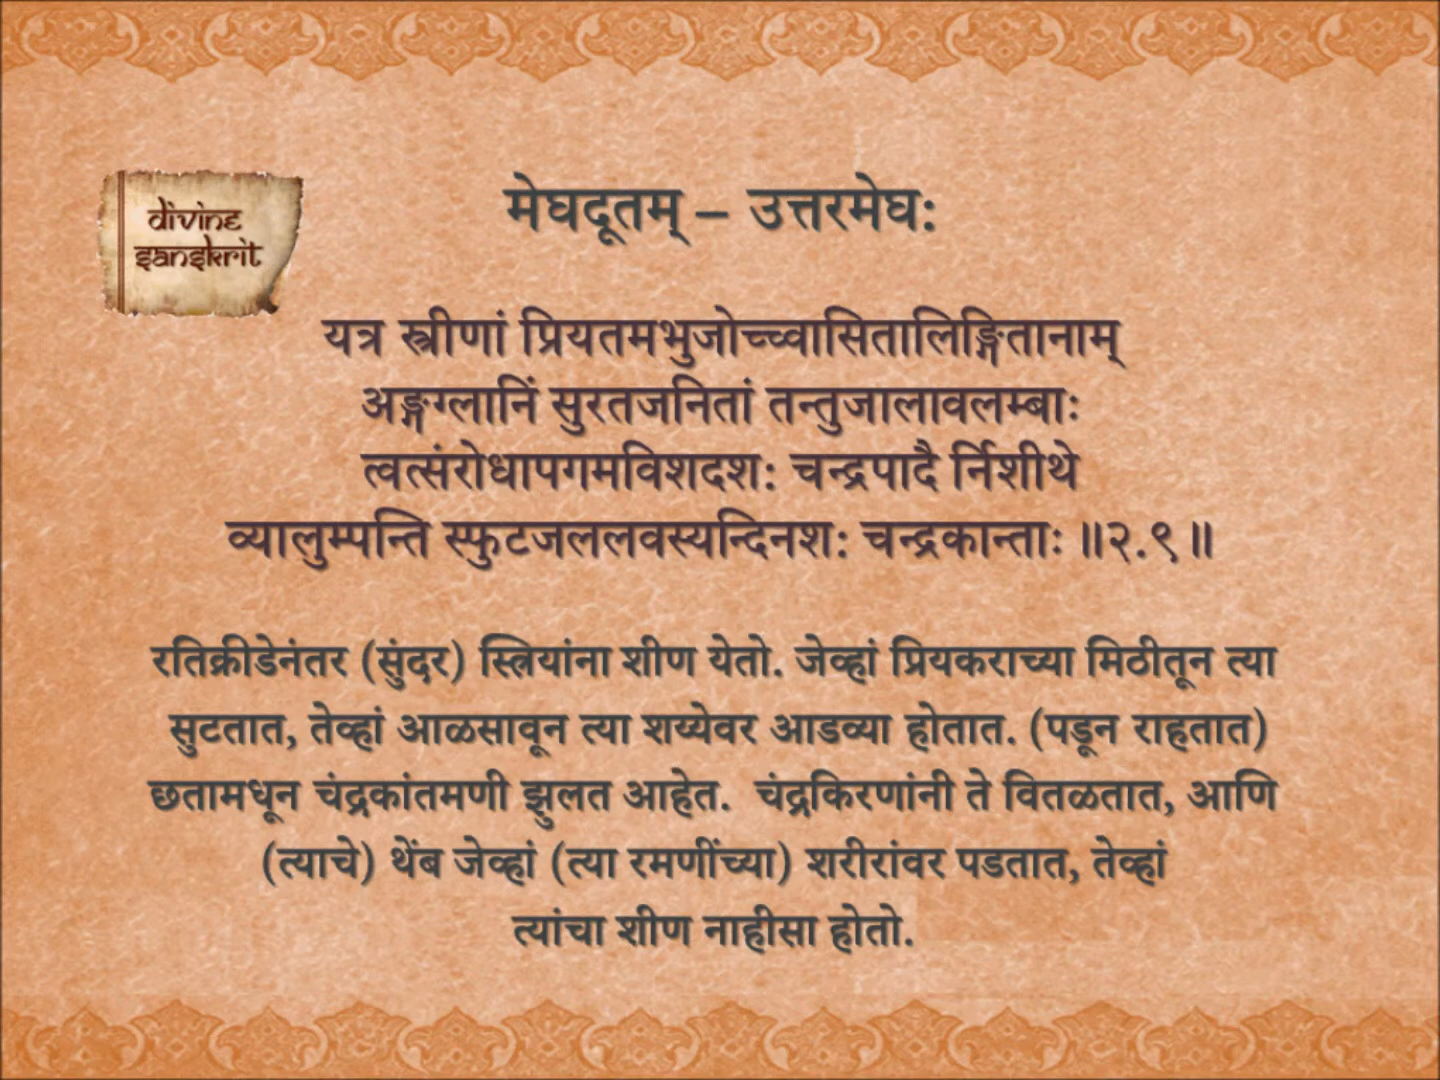 divine
sanskrit
मेघदूतम् – उत्तरमेघः
यत्र स्त्रीणां प्रियतमभुजोच्छ्वासितालिङ्गितानाम्
अङ्गग्लानिं सुरतजनितां तन्तुजालावलम्बाः
त्वत्संरोधापगमविशदशः चन्द्रपादै र्निशीथे
व्यालुम्पन्ति स्फुटजललवस्यन्दिनशः चन्द्रकान्ताः ॥२.९॥
रतिक्रीडेनंतर (सुंदर) स्त्रियांना शीण येतो. जेव्हां प्रियकराच्या मिठीतून त्या
सुटतात, तेव्हां आळसावून त्या शय्येवर आडव्या होतात. (पडून राहतात)
छतामधून चंद्रकांतमणी झुलत आहेत. चंद्रकिरणांनी ते वितळतात, आणि
(त्याचे) थेंब जेव्हां (त्या रमणींच्या) शरीरांवर पडतात, तेव्हां
त्यांचा शीण नाहीसा होतो.